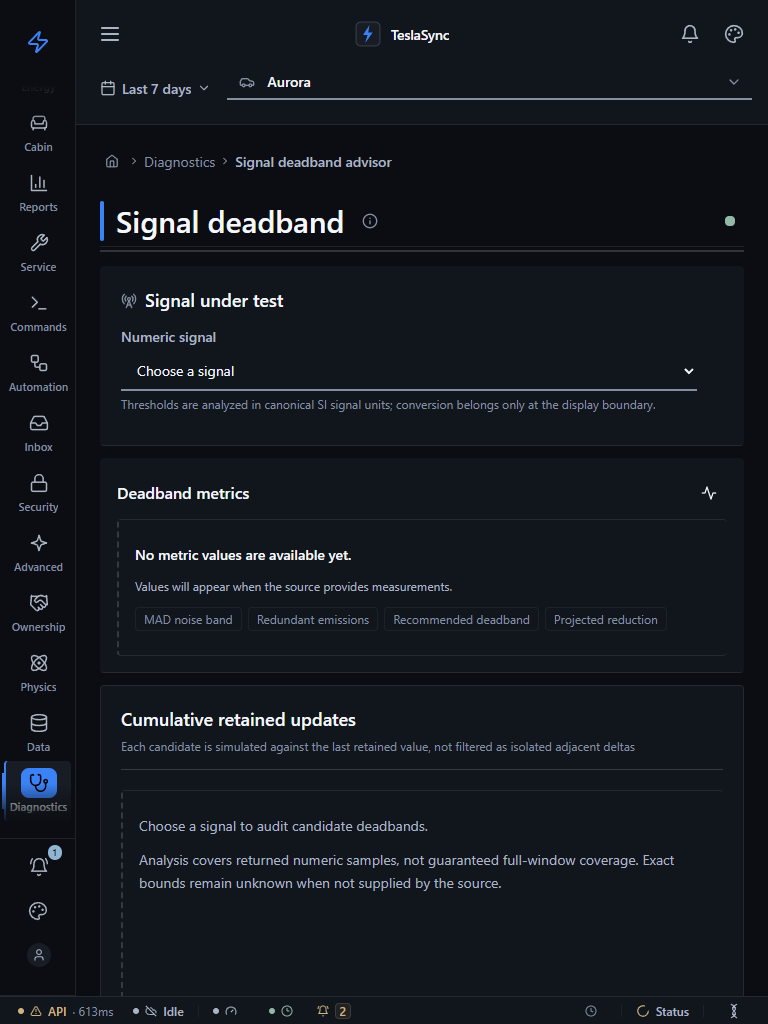 TeslaSync
Last 7 days
Aurora
Energy
Cabin
Reports
Service
Commands
Automation
Inbox
Security
Advanced
Ownership
Physics
Data
Diagnostics
1
Diagnostics
Signal deadband advisor
Signal deadband
Signal under test
Numeric signal
Choose a signal
Thresholds are analyzed in canonical SI signal units; conversion belongs only at the display boundary.
Deadband metrics
No metric values are available yet.
Values will appear when the source provides measurements.
MAD noise band Redundant emissions Recommended deadband Projected reduction
Cumulative retained updates
Each candidate is simulated against the last retained value, not filtered as isolated adjacent deltas
Choose a signal to audit candidate deadbands.
Analysis covers returned numeric samples, not guaranteed full-window coverage. Exact
bounds remain unknown when not supplied by the source.
API · 613ms Idle 2 Status